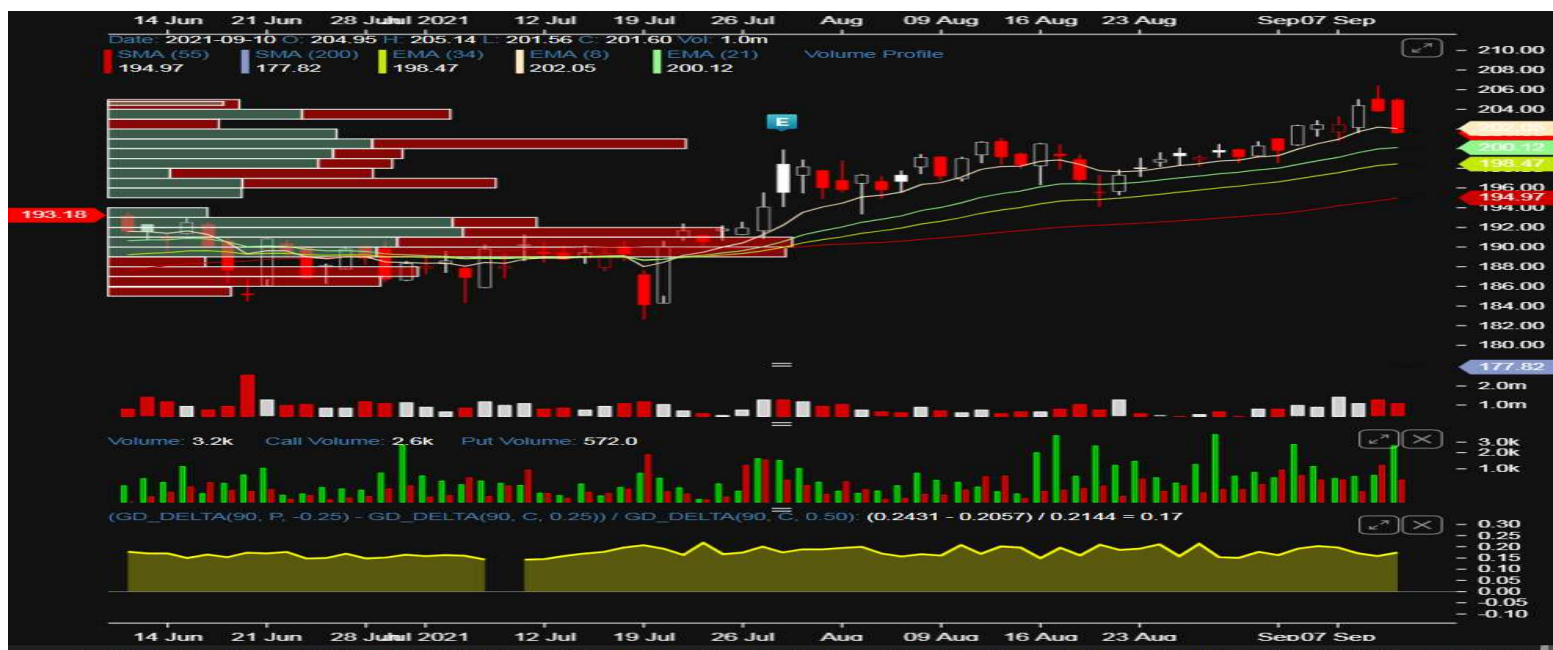 14 Jun 21 Jun 28 Jun Jul 2021 12 Jul 19 Jul 26 Jul Aug 09 Aug 16 Aug 23 Aug Sep 07 Sep
Date: 2021-09-10 O: 204.95 H: 205.14 L: 201.56 C: 201.60 Vol: 1.0m
SMA (55) SMA (200) EMA (34) EMA (8) EMA (21) Volume Profile
194.97 177.82 198.47 202.05 200.12
E
210.00
208.00
206.00
204.00
200.12
198.47
196.00
194.97
194.00
193.18
192.00
190.00
188.00
186.00
184.00
182.00
180.00
177.82
2.0m
1.0m
Volume: 3.2k Call Volume: 2.6k Put Volume: 572.0
3.0k
2.0k
1.0k
(GD_DELTA(90, P, -0.25) - GD_DELTA(90, C, 0.25)) / GD_DELTA(90, C, 0.50): (0.2431 - 0.2057) / 0.2144 = 0.17
0.30
0.25
0.20
0.15
0.10
0.05
0.00
-0.05
-0.10
14 Jun 21 Jun 28 Jun Jul 2021 12 Jul 19 Jul 26 Jul Aug 09 Aug 16 Aug 23 Aug Sep 07 Sep